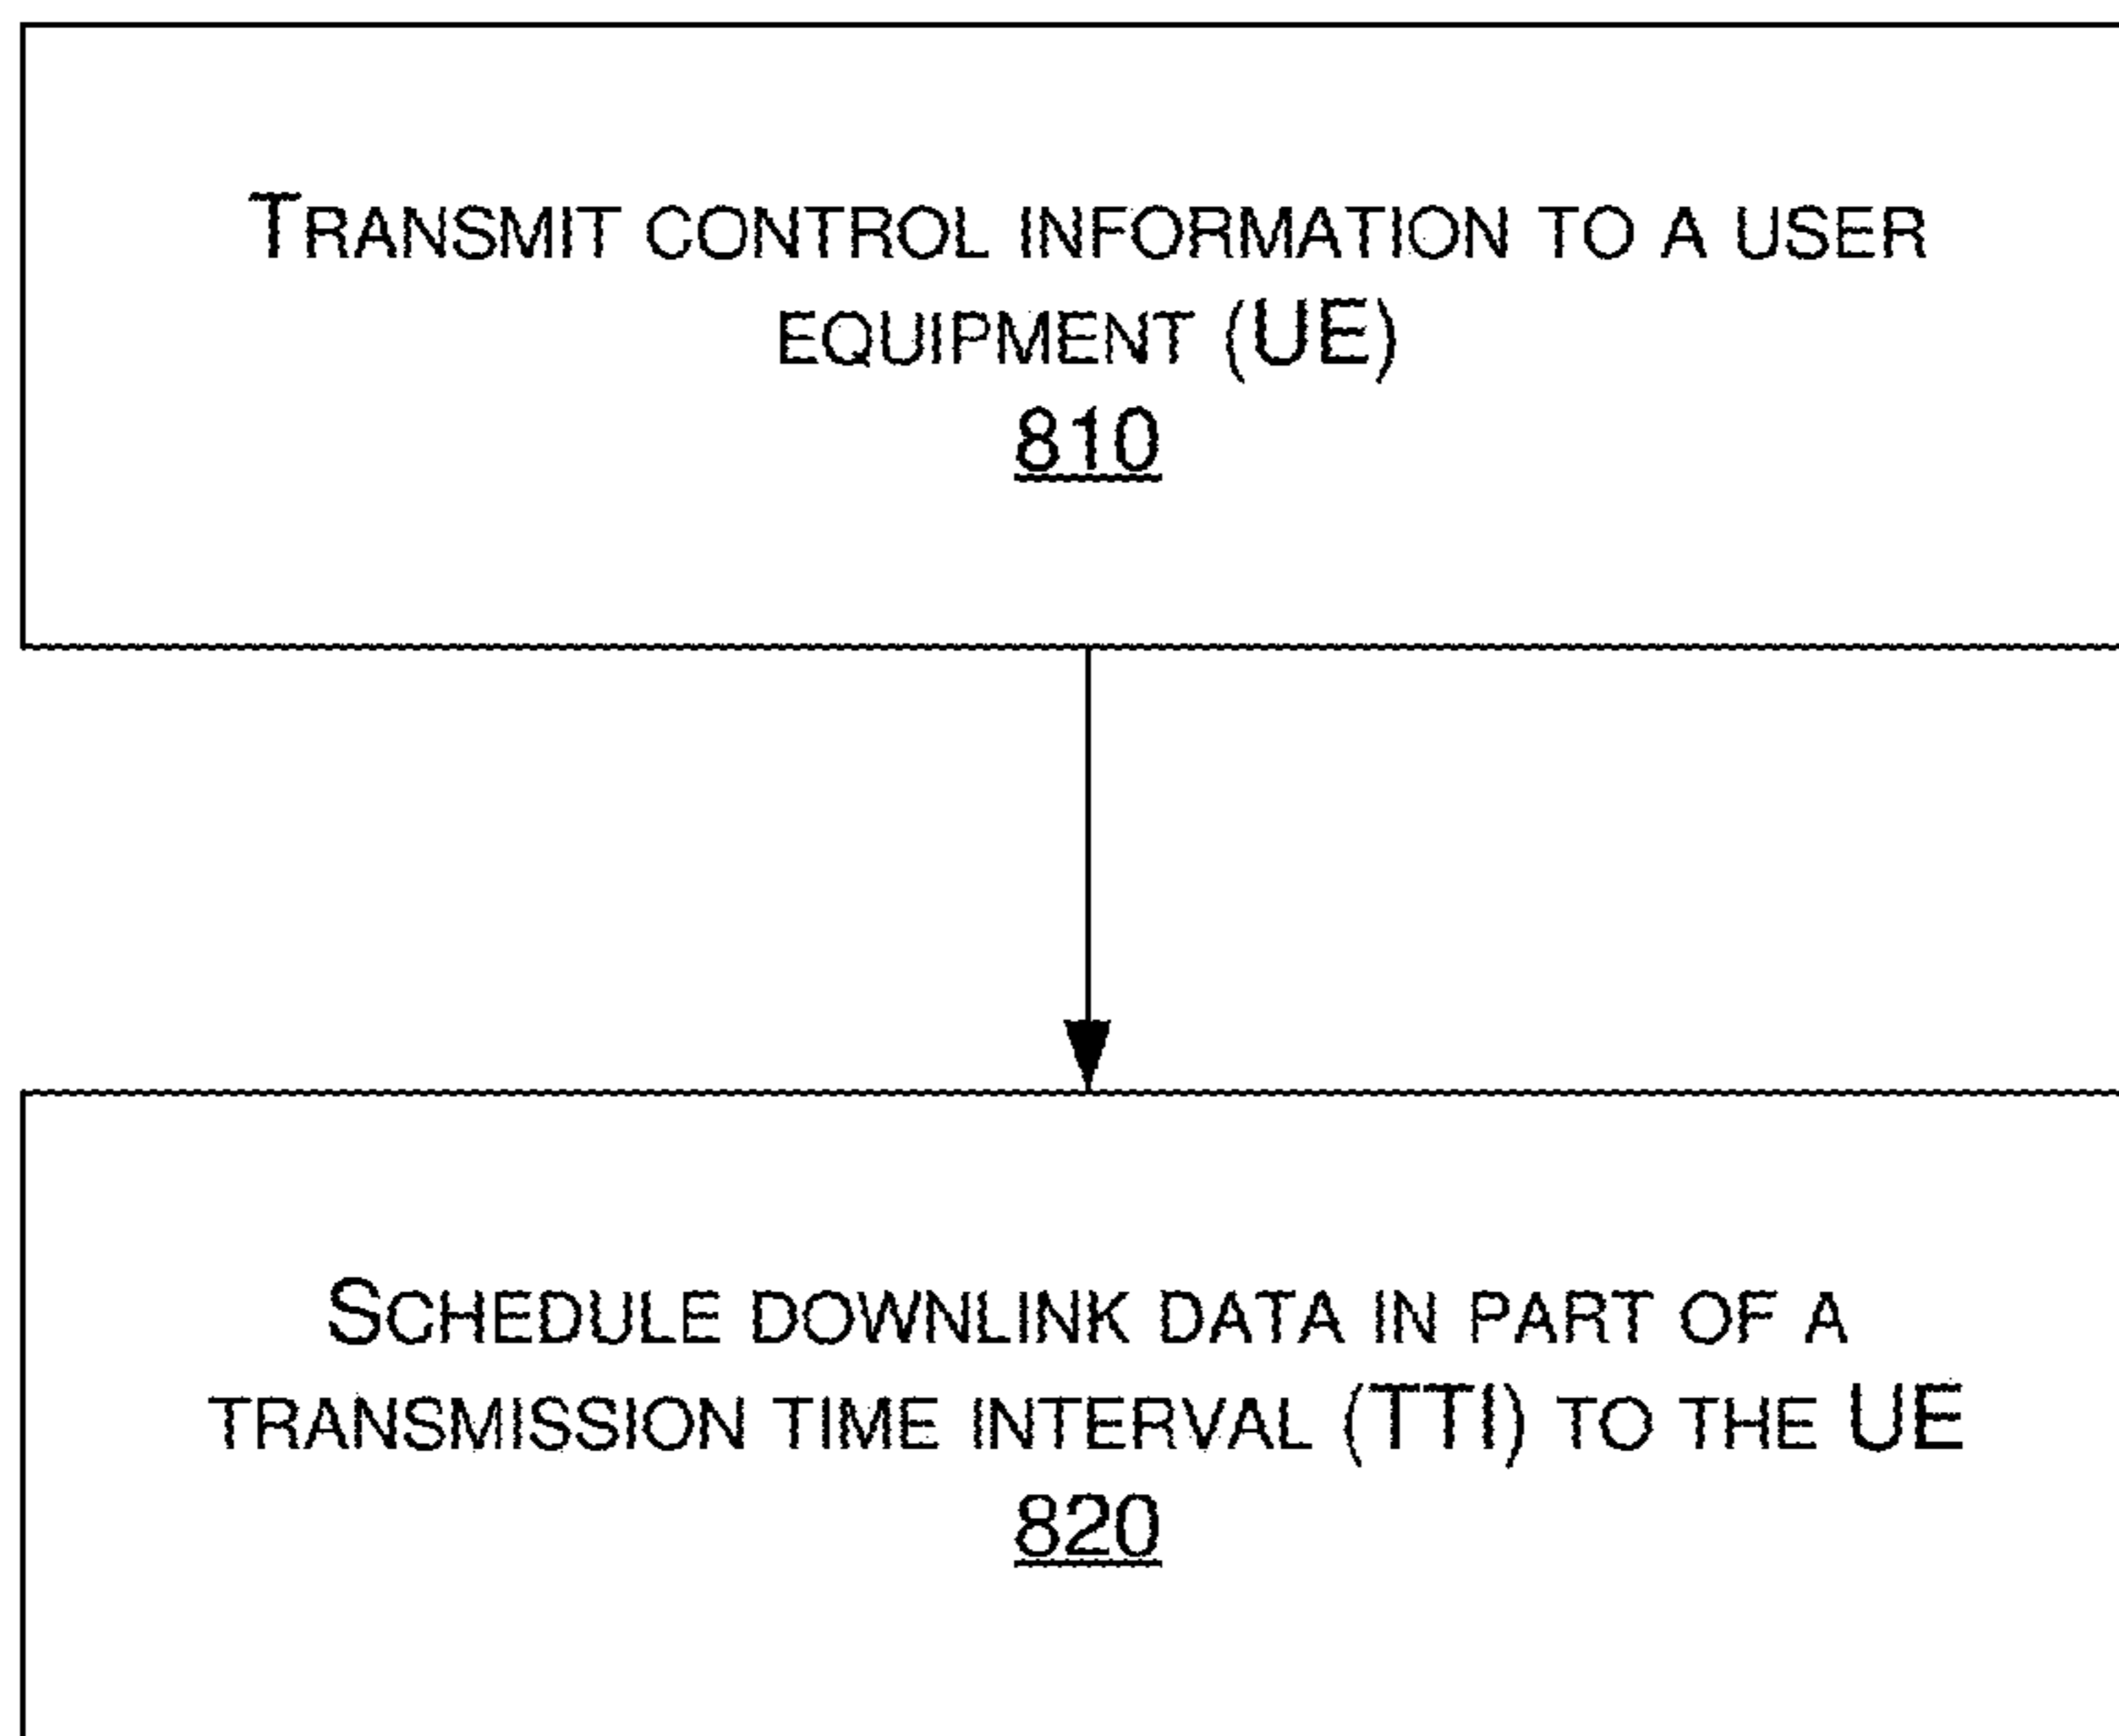 TRANSMIT CONTROL INFORMATION TO A USER
EQUIPMENT (UE)
810
SCHEDULE DOWNLINK DATA IN PART OF A
TRANSMISSION TIME INTERVAL (TTI) TO THE UE
820